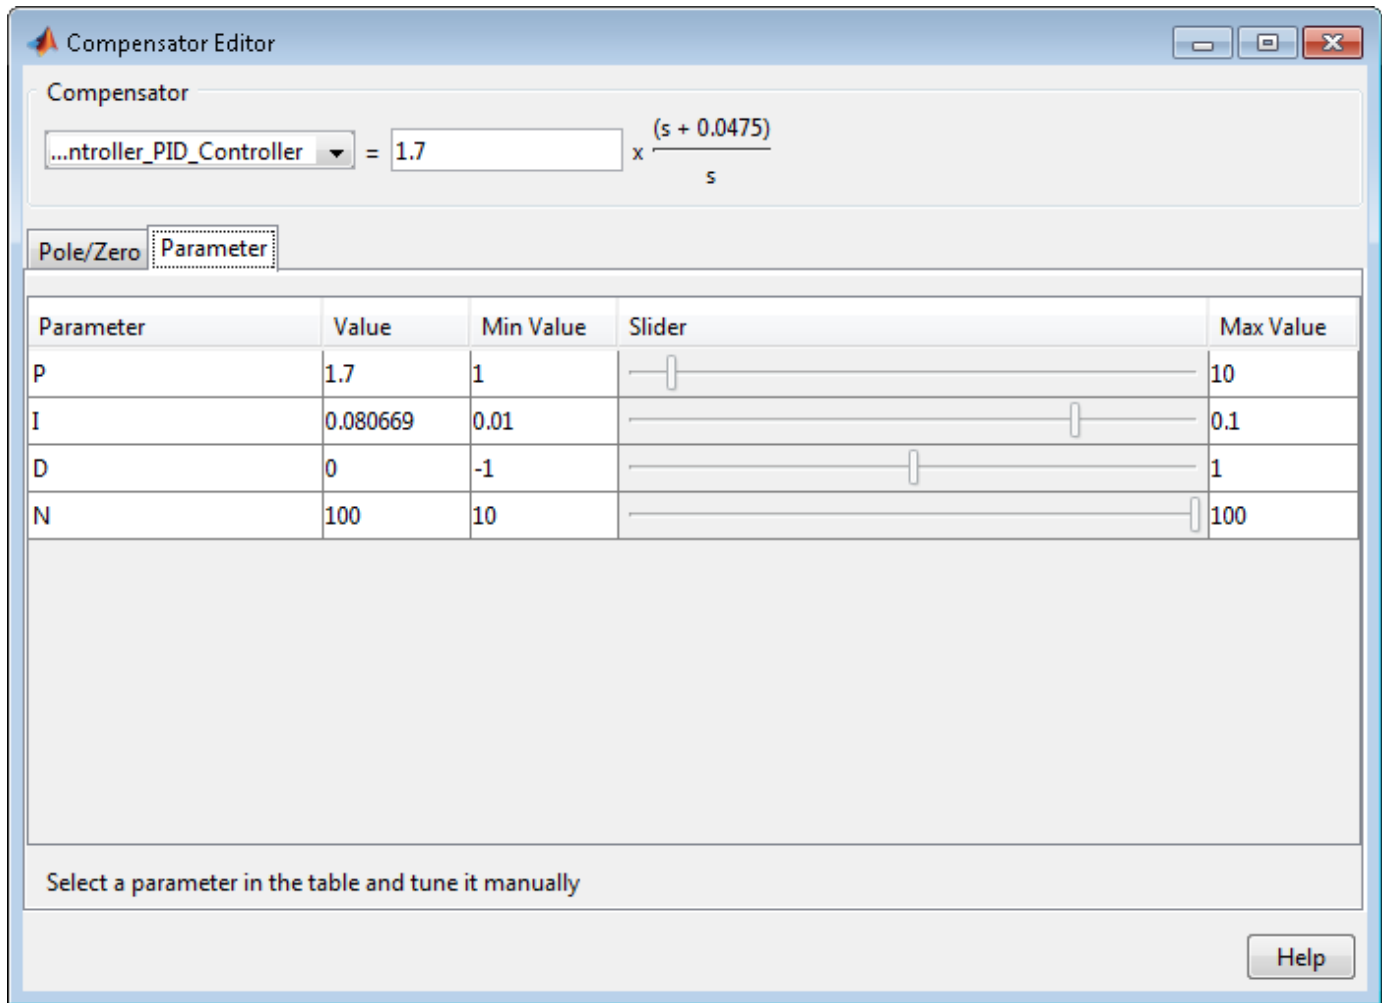 Compensator Editor
Compensator
...ntroller_PID_Controller = 1.7 x (s + 0.0475)
s
Pole/Zero Parameter
Parameter Value Min Value Slider Max Value
P 1.7 1 10
I 0.080669 0.01 0.1
D 0 -1 1
N 100 10 100
Select a parameter in the table and tune it manually
Help